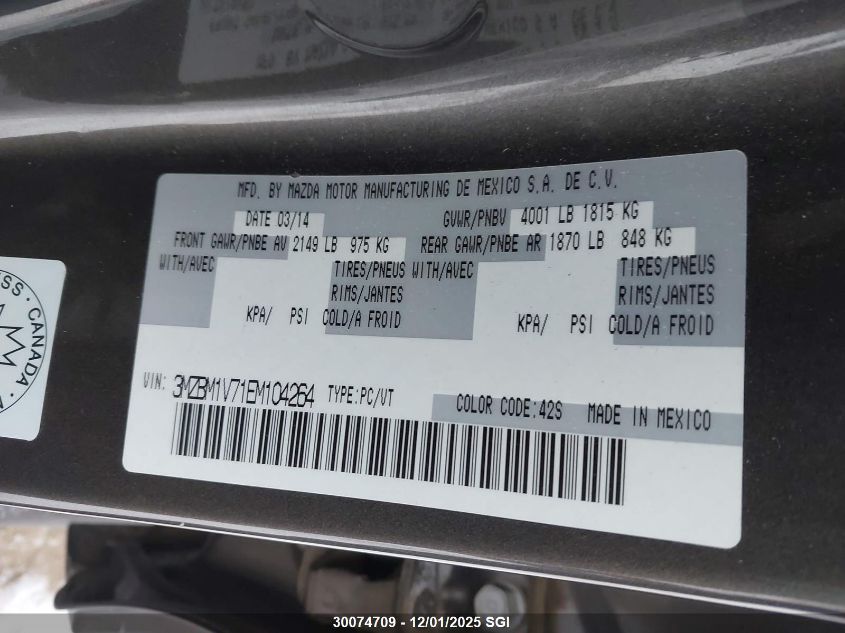 MFD. BY MAZDA MOTOR MANUFACTURING DE MEXICO S.A. DE C.V.
DATE 03/14 GVWR/PNBV 4001 LB 1815 KG
FRONT GAWR/PNBE AV 2149 LB 975 KG REAR GAWR/PNBE AR 1870 LB 848 KG
WITH/AVEC TIRES/PNEUS WITH/AVEC TIRES/PNEUS
RIMS/JANTES RIMS/JANTES
KPA/ PSI COLD/A FROID KPA/ PSI COLD/A FROID
VIN: 3MZBM1V71EM104264 TYPE:PC/VT COLOR CODE:42S MADE IN MEXICO
CANADA
30074709 - 12/01/2025 SGI